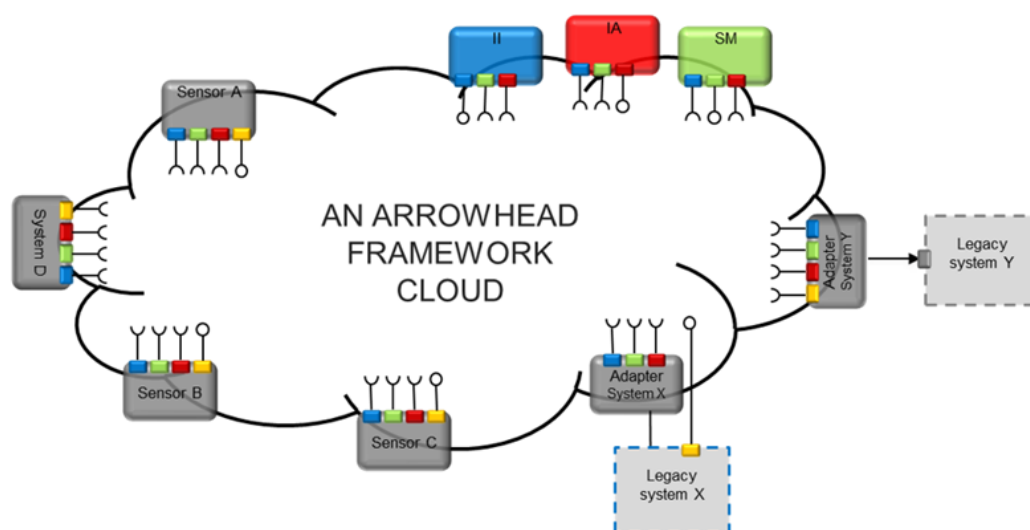 II
IA
SM
Sensor A
System D
AN ARROWHEAD
FRAMEWORK
CLOUD
Adapter
System Y
Legacy
system Y
Sensor B
Sensor C
Adapter
System X
Legacy
system X